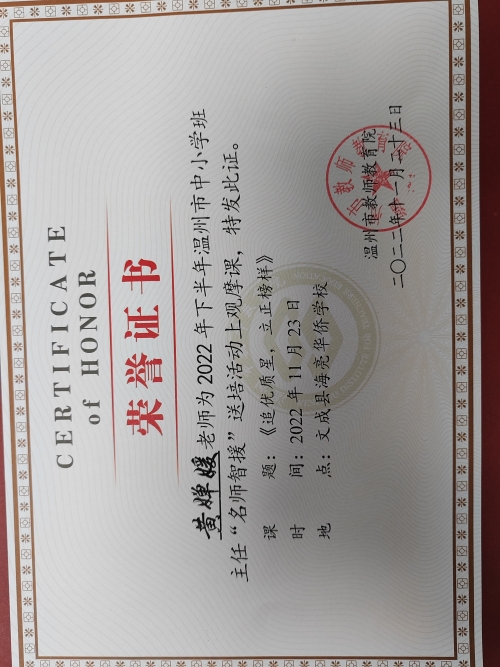 CERTIFICATE
of HONOR
荣誉证书
黄婵媛老师为2022年下半年温州市中小学班
主任“名师智援”送培活动上观摩课，特发此证。
课 题：《追优质星，立正榜样》
时 间：2022年11月23日
地 点：文成县海亮华侨学校
温州市教师教育院
二〇二二年十一月二十三日